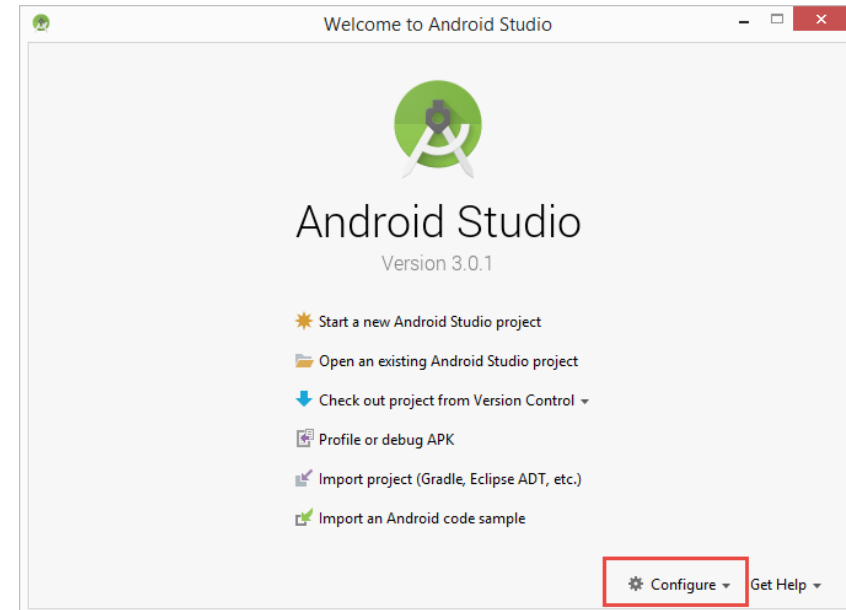 Welcome to Android Studio
Android Studio
Version 3.0.1
Start a new Android Studio project
Open an existing Android Studio project
Check out project from Version Control
Profile or debug APK
Import project (Gradle, Eclipse ADT, etc.)
Import an Android code sample
Configure Get Help